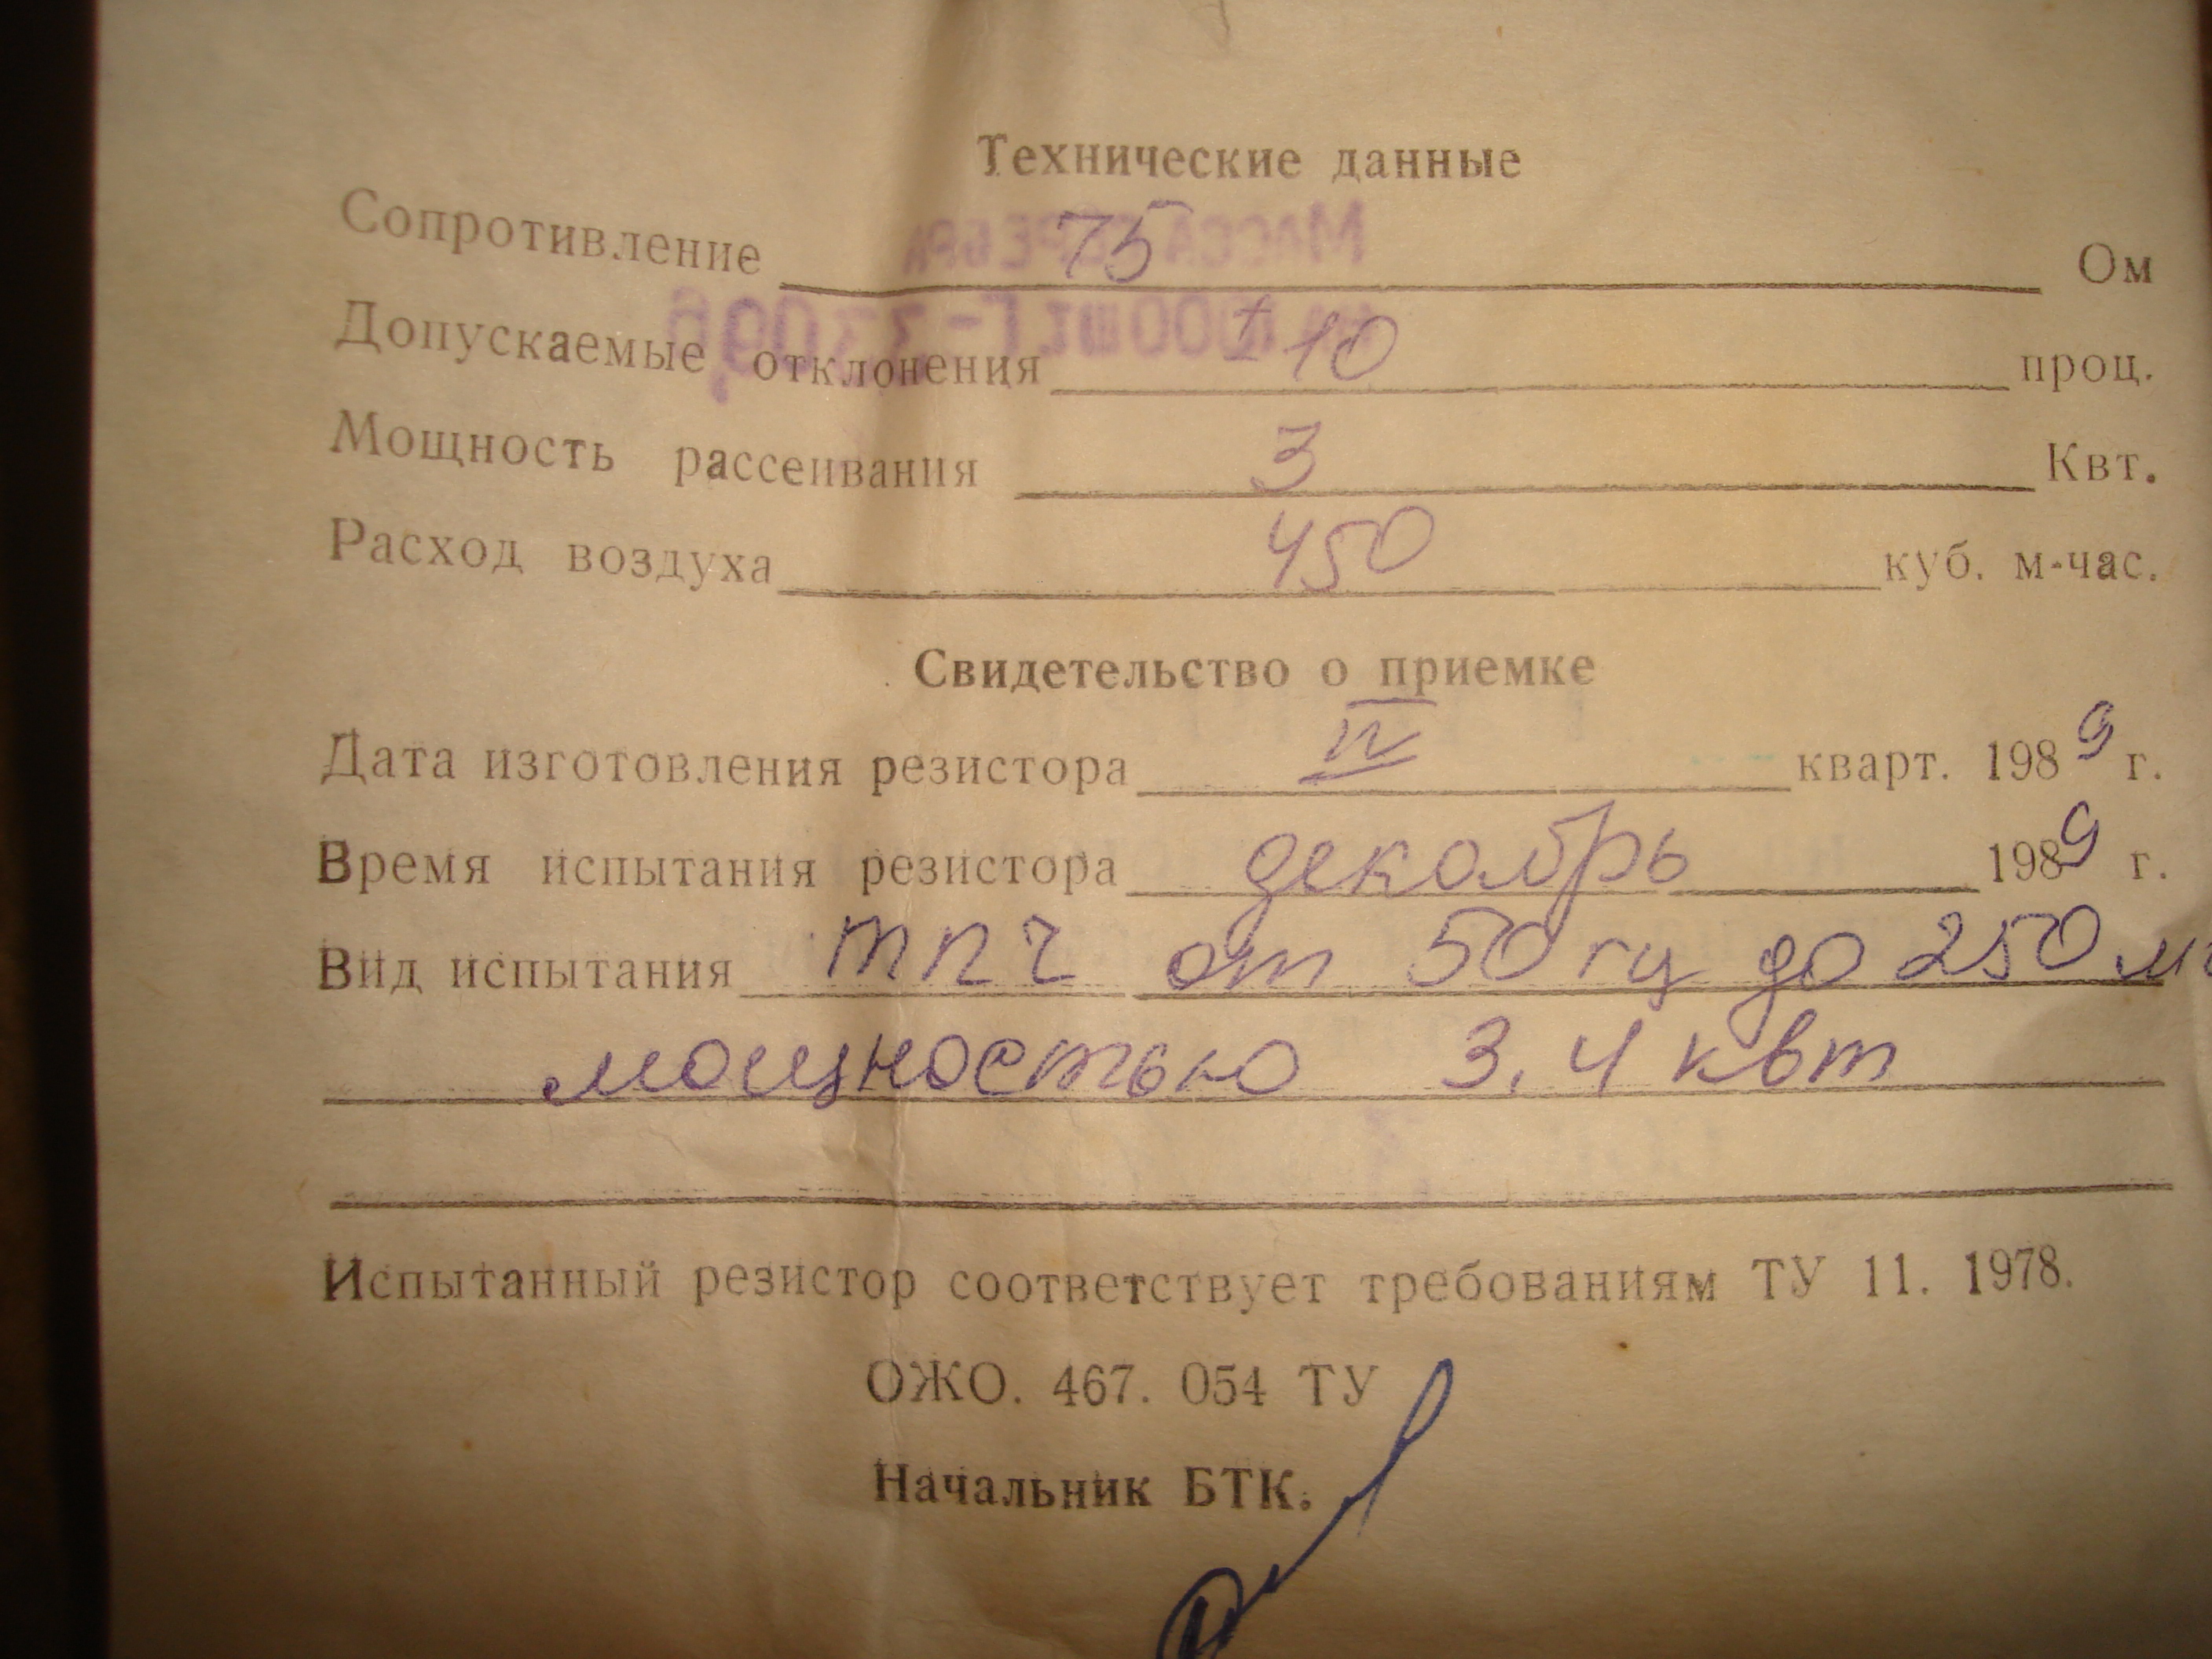 Технические данные
Сопротивление 75 Ом
Допускаемые отклонения ± 10 проц.
Мощность рассеивания 3 Квт.
Расход воздуха 450 куб. м-час.
Свидетельство о приемке
Дата изготовления резистора IV кварт. 1989 г.
Время испытания резистора декабрь 1989 г.
Вид испытания тпч от 50 гц до 250
мощностью 3,4 квт
Испытанный резистор соответствует требованиям ТУ 11. 1978.
ОЖО. 467. 054 ТУ
Начальник БТК.